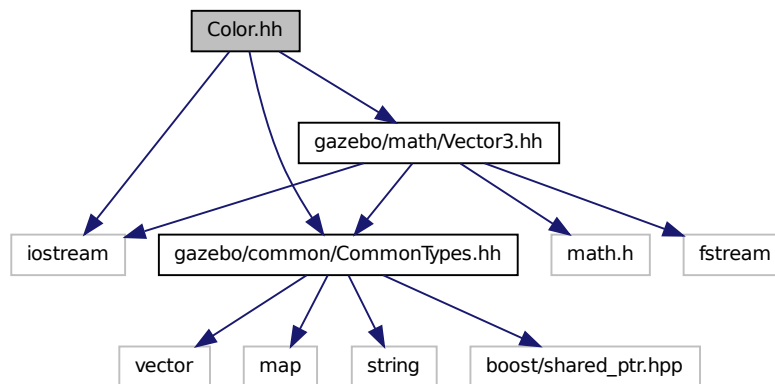 Color.hh
gazebo/math/Vector3.hh
iostream
gazebo/common/CommonTypes.hh
math.h
fstream
vector
map
string
boost/shared_ptr.hpp